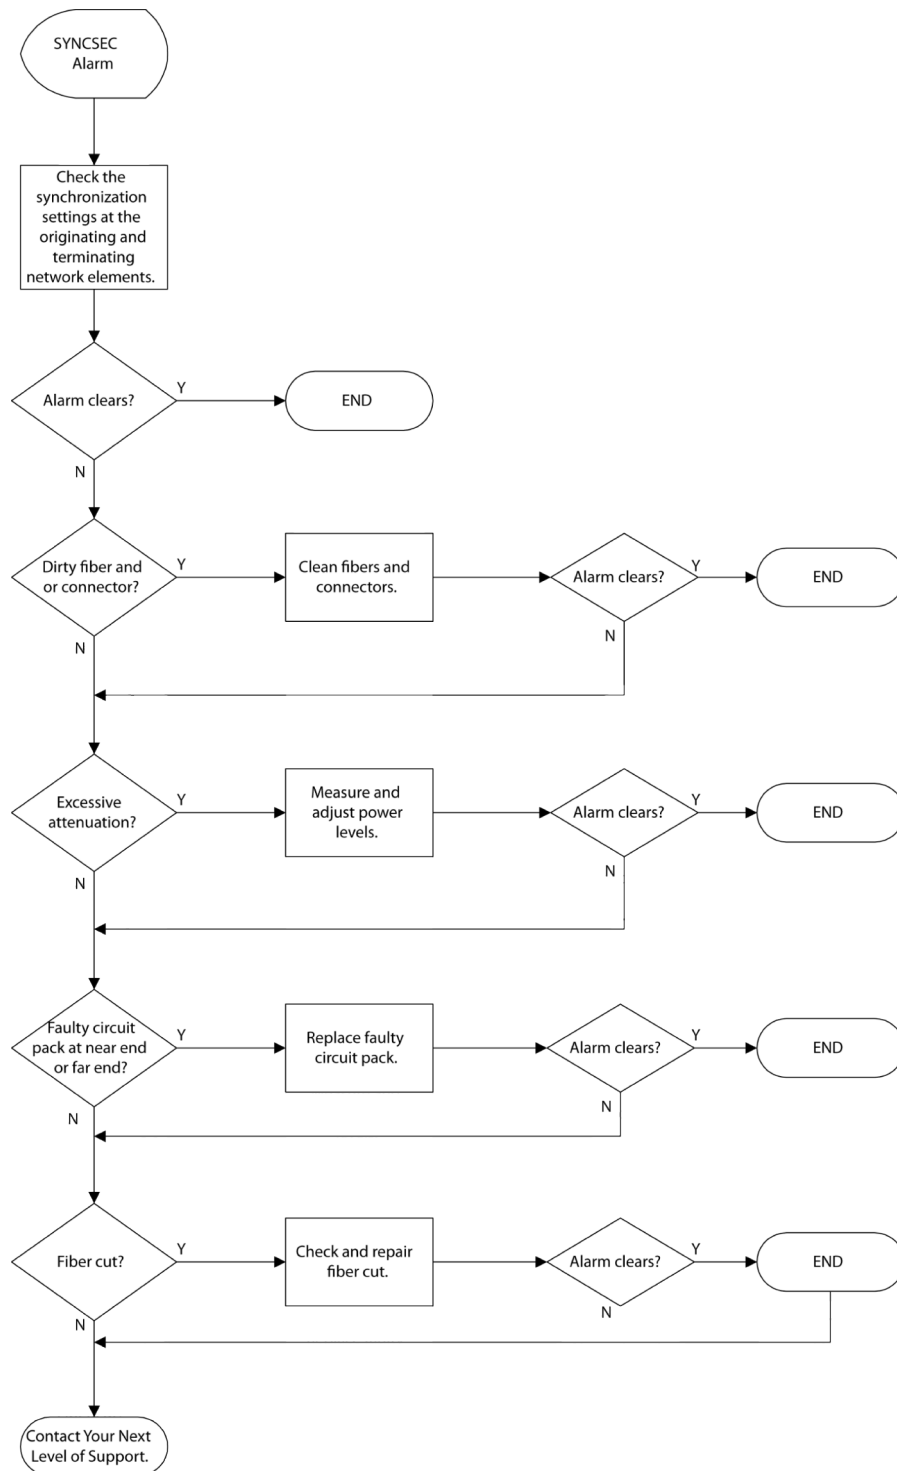 SYNCSEC
Alarm
Check the
synchronization
settings at the
originating and
terminating
network elements.
Alarm clears?
Y
END
N
Dirty fiber and
or connector?
Y
Clean fibers and
connectors.
Alarm clears?
Y
END
N
N
Excessive
attenuation?
Y
Measure and
adjust power
levels.
Alarm clears?
Y
END
N
N
Faulty circuit
pack at near end
or far end?
Y
Replace faulty
circuit pack.
Alarm clears?
Y
END
N
N
Fiber cut?
Y
Check and repair
fiber cut.
Alarm clears?
Y
END
N
N
Contact Your Next
Level of Support.